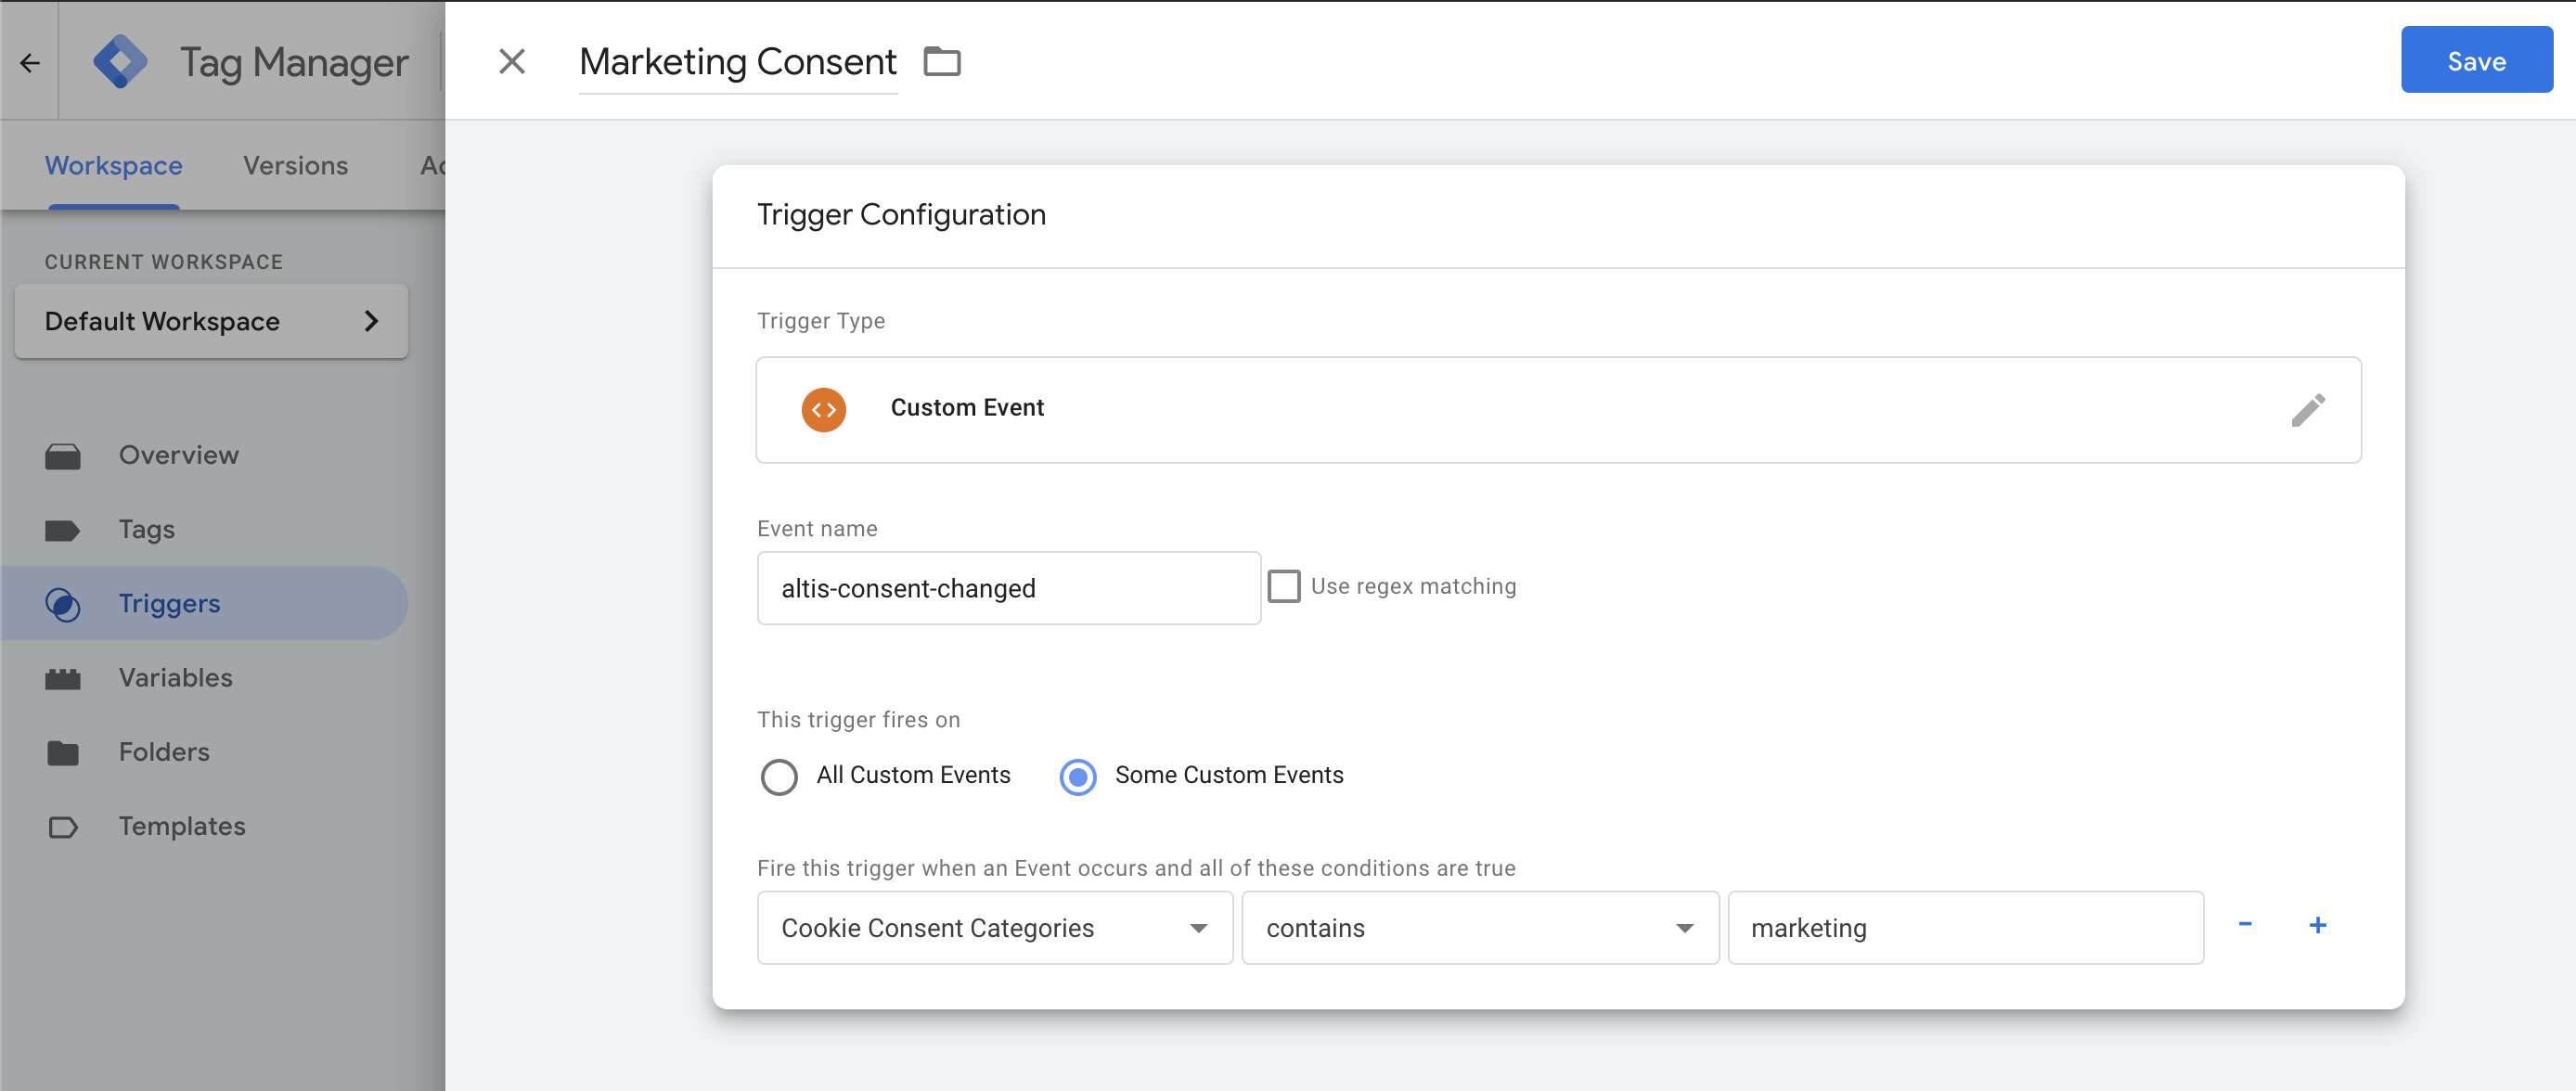 Tag Manager
Marketing Consent
Save
Workspace Versions
CURRENT WORKSPACE
Default Workspace
Overview
Tags
Triggers
Variables
Folders
Templates
Trigger Configuration
Trigger Type
Custom Event
Event name
altis-consent-changed
Use regex matching
This trigger fires on
All Custom Events Some Custom Events
Fire this trigger when an Event occurs and all of these conditions are true
Cookie Consent Categories contains marketing - +